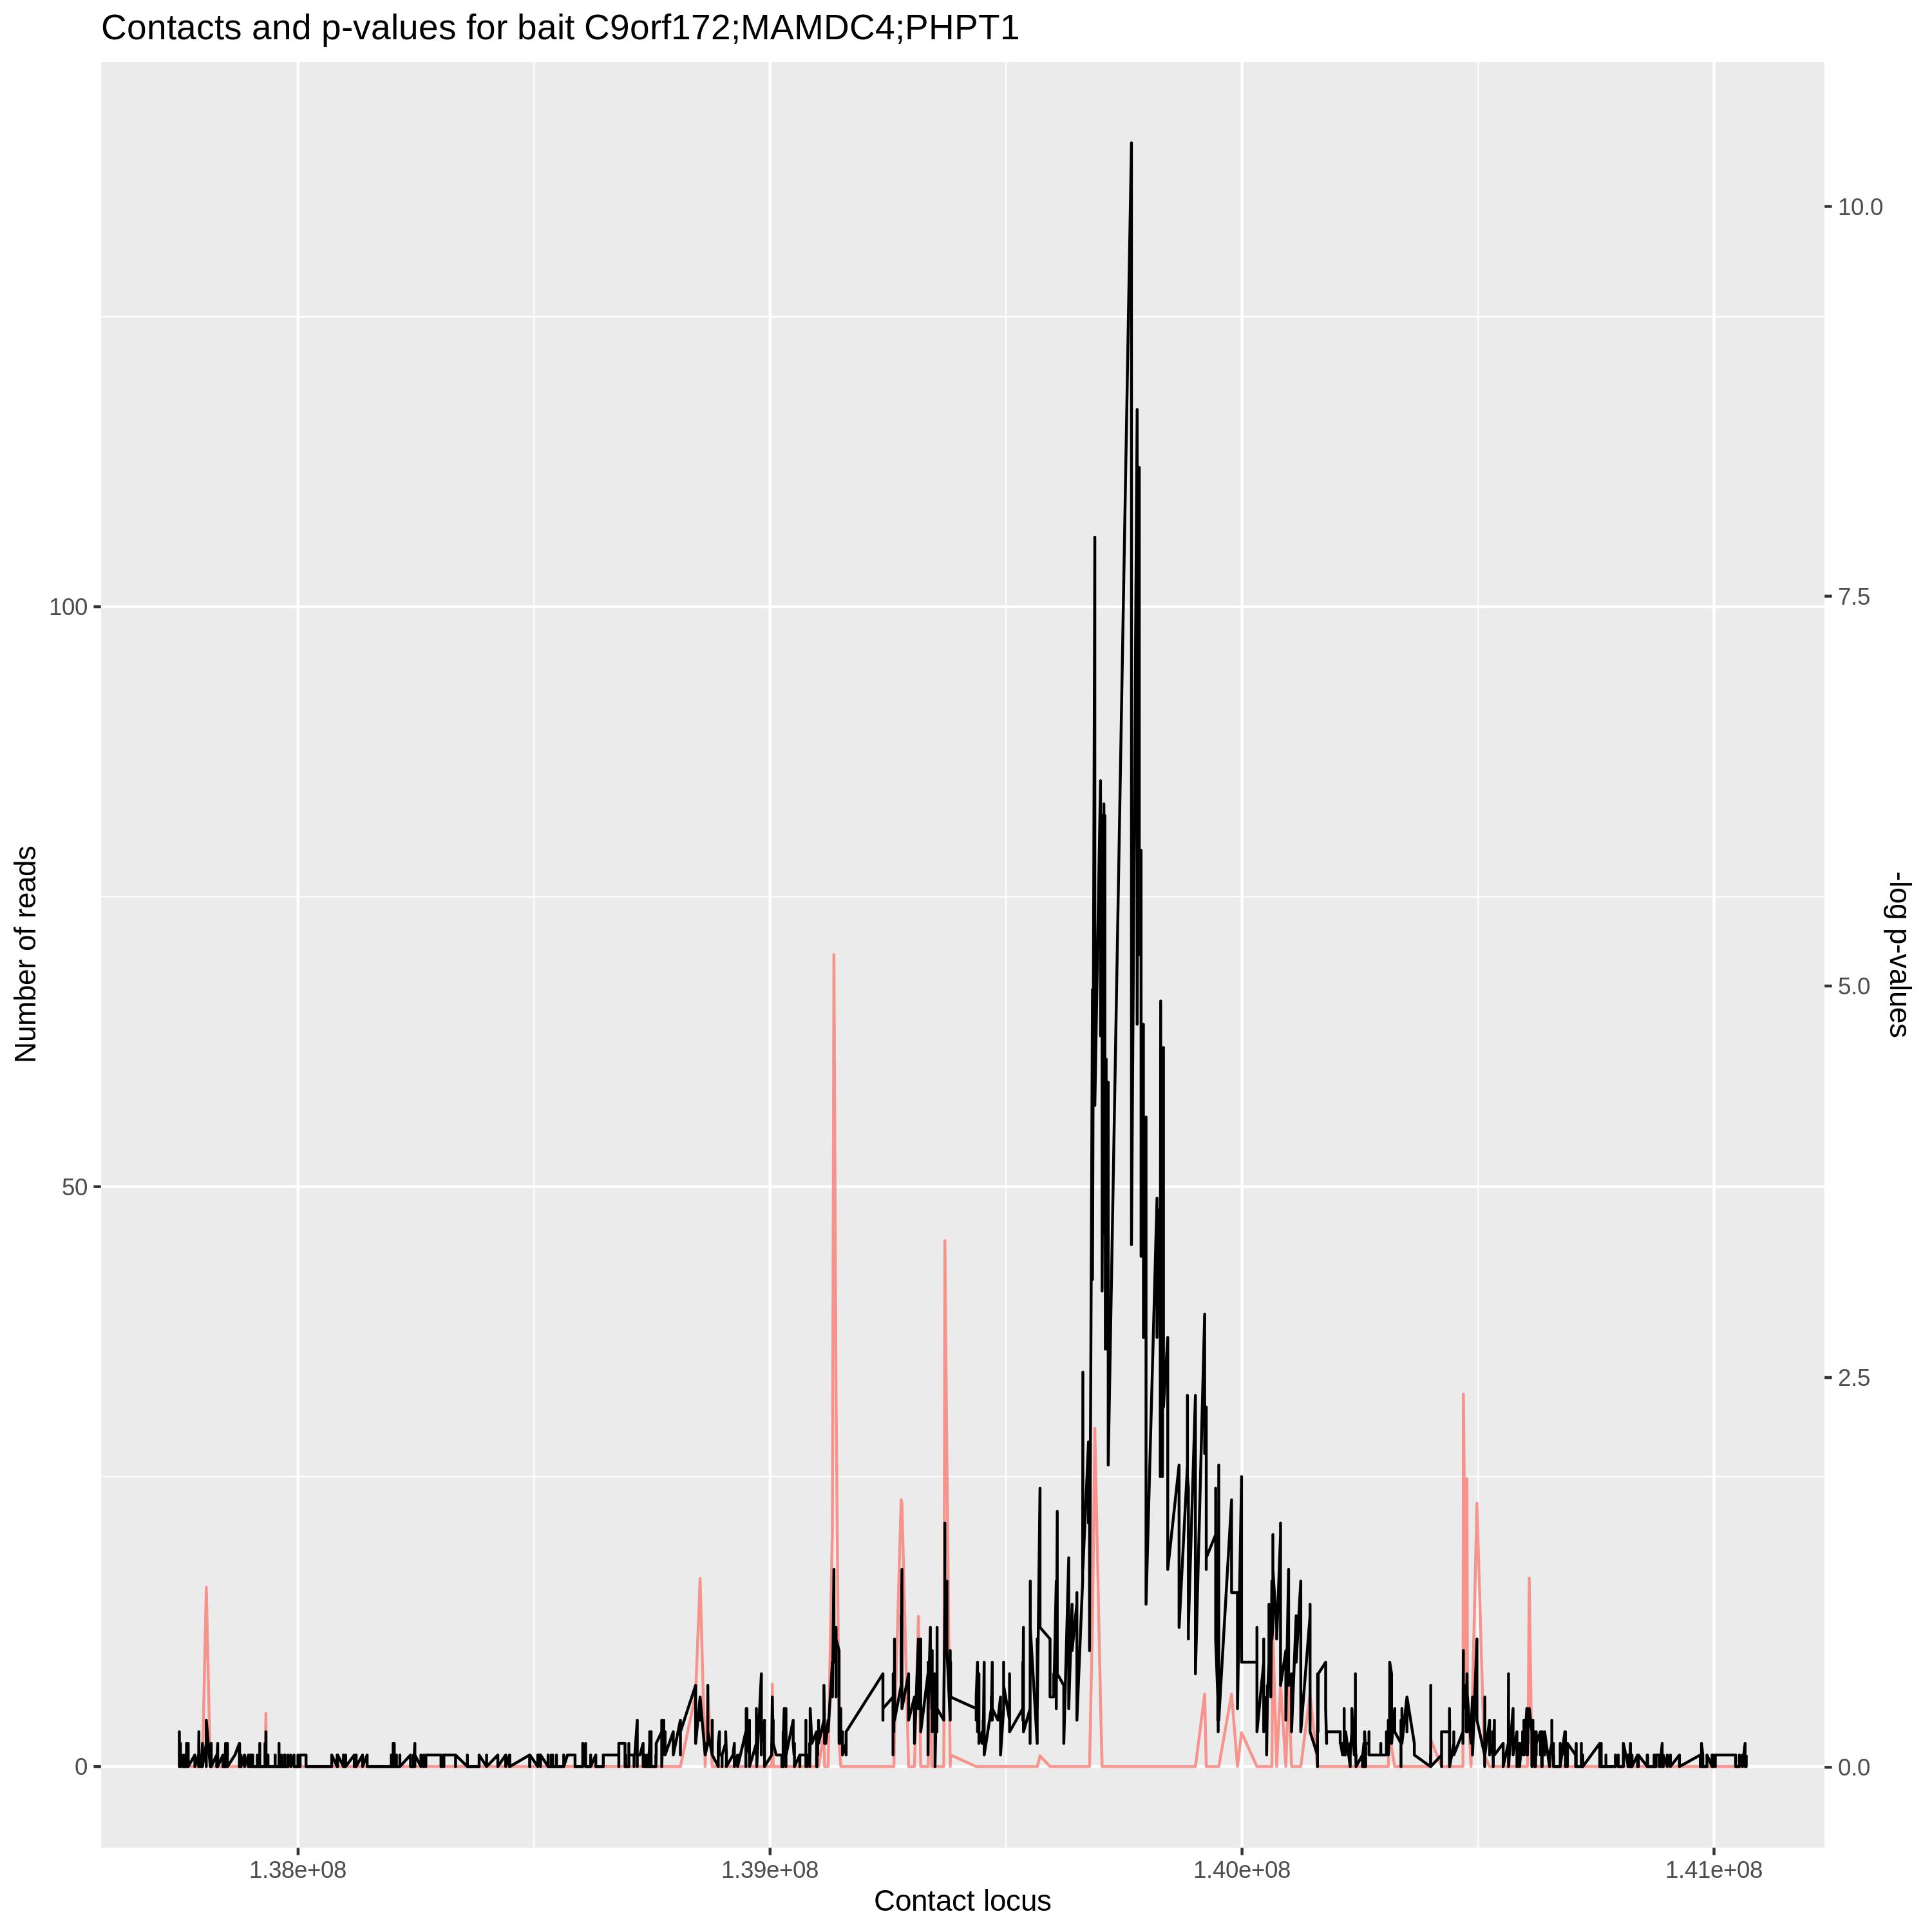 Contacts and p-values for bait C9orf172;MAMDC4;PHPT1
10.0
100
7.5
Number of reads
-log p-values
5.0
50
2.5
0
0.0
1.38e+08
1.39e+08
1.40e+08
1.41e+08
Contact locus